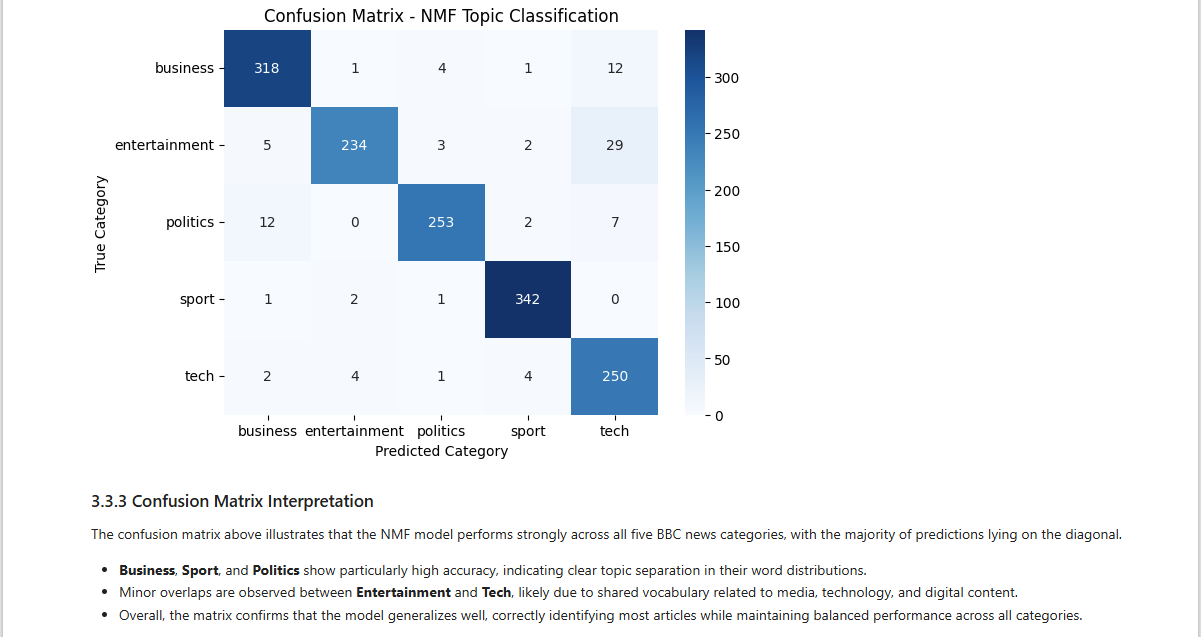 Confusion Matrix - NMF Topic Classification
business 318 1 4 1 12
entertainment 5 234 3 2 29
politics 12 0 253 2 7
sport 1 2 1 342 0
tech 2 4 1 4 250
True Category
business entertainment politics sport tech
Predicted Category
300
250
200
150
100
50
0
3.3.3 Confusion Matrix Interpretation
The confusion matrix above illustrates that the NMF model performs strongly across all five BBC news categories, with the majority of predictions lying on the diagonal.
• Business, Sport, and Politics show particularly high accuracy, indicating clear topic separation in their word distributions.
• Minor overlaps are observed between Entertainment and Tech, likely due to shared vocabulary related to media, technology, and digital content.
• Overall, the matrix confirms that the model generalizes well, correctly identifying most articles while maintaining balanced performance across all categories.